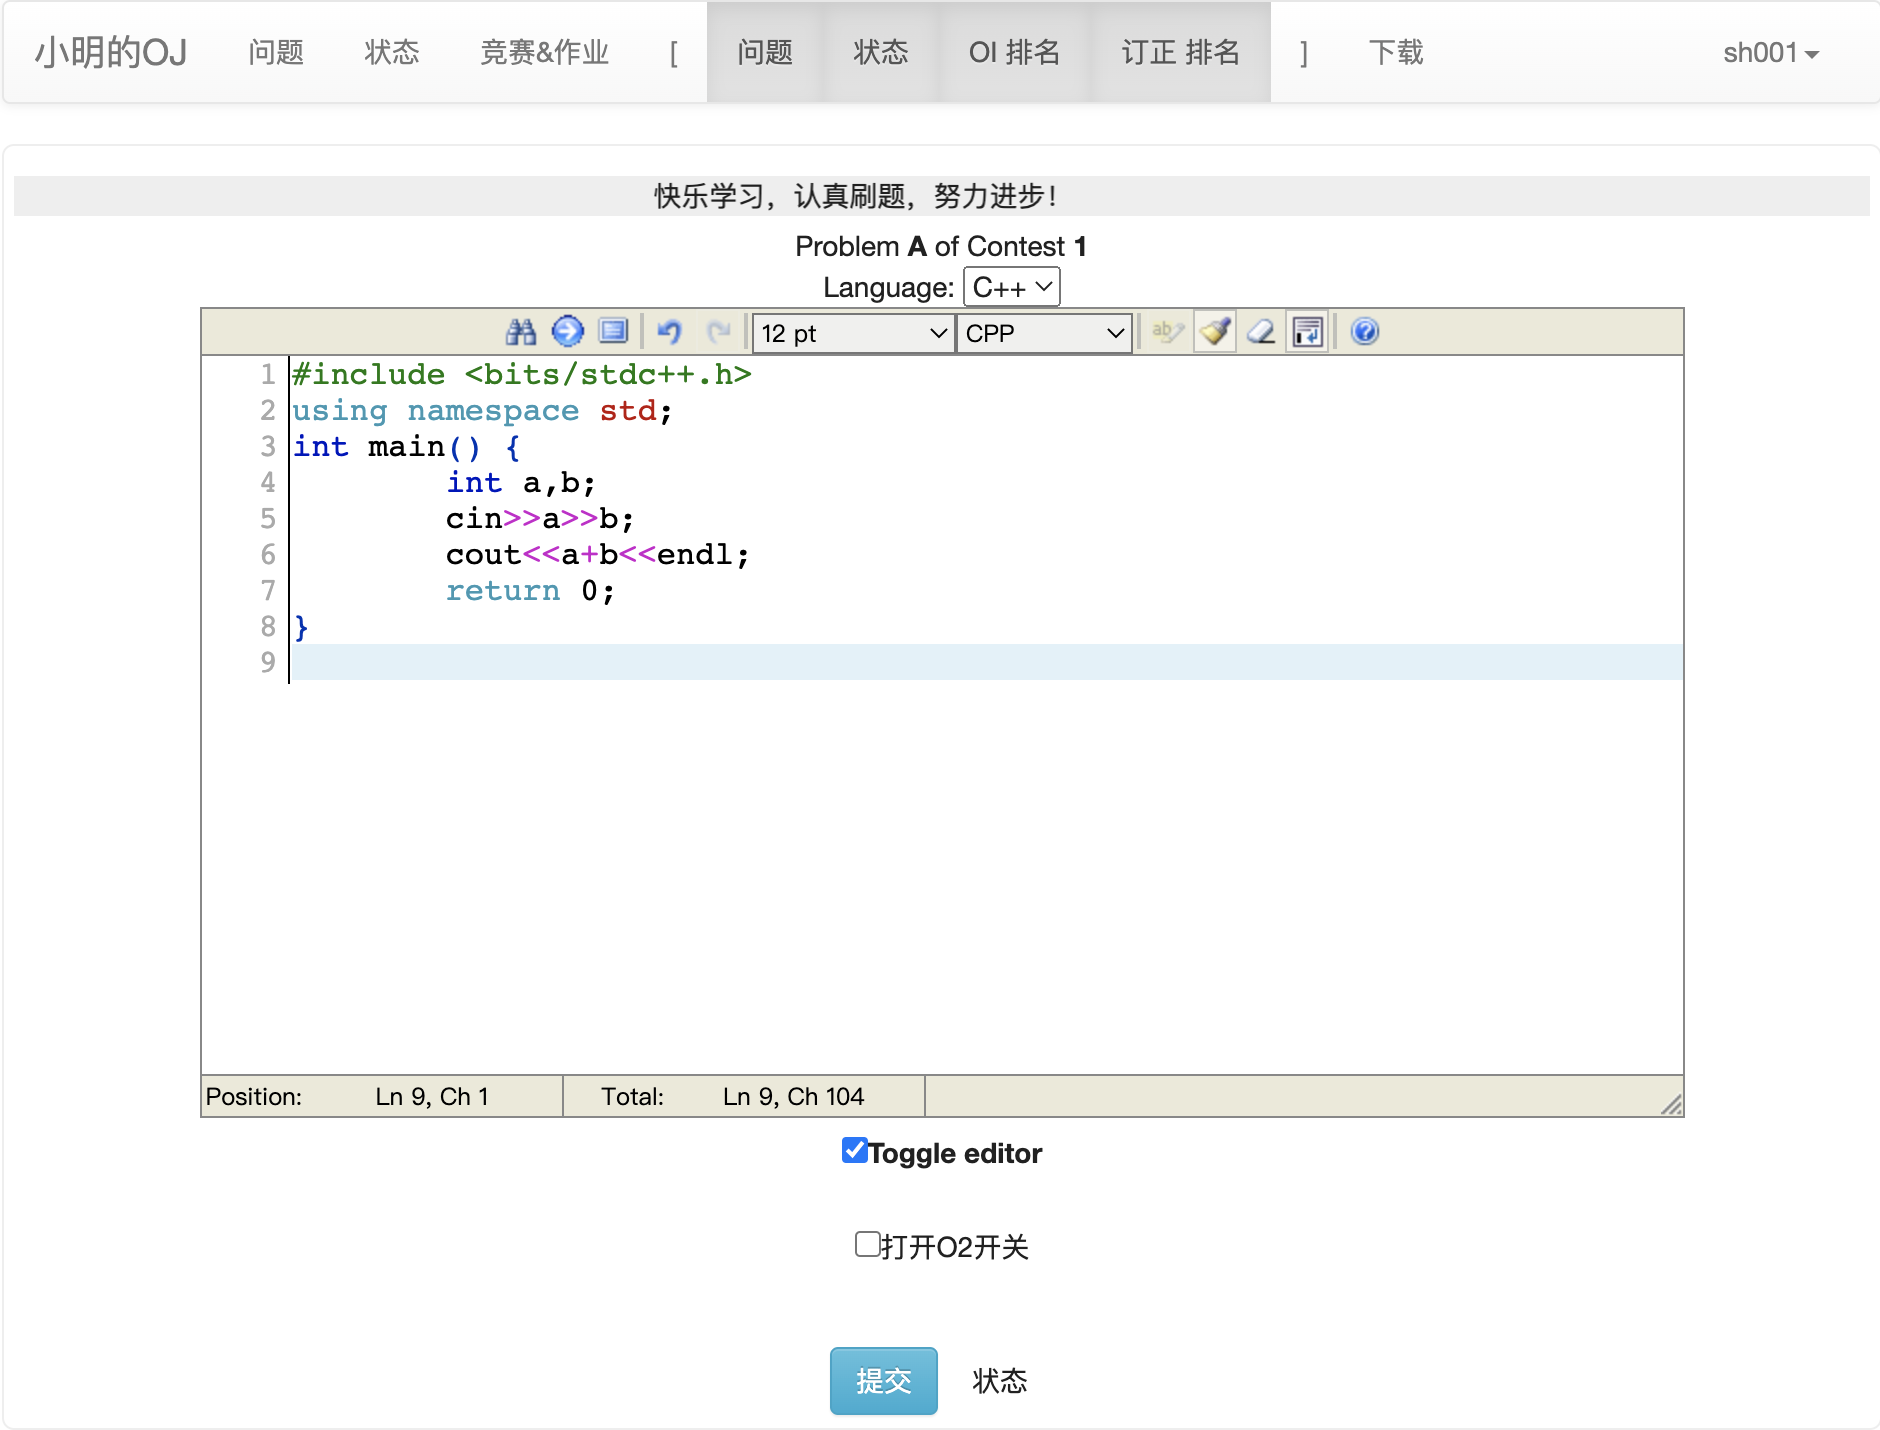 小明的OJ 问题 状态 竞赛&作业 [ 问题 状态 OI 排名 订正 排名 ] 下载 sh001
快乐学习，认真刷题，努力进步！
Problem A of Contest 1
Language: C++
12 pt CPP
1 #include <bits/stdc++.h>
2 using namespace std;
3 int main() {
4 int a,b;
5 cin>>a>>b;
6 cout<<a+b<<endl;
7 return 0;
8 }
9
Position: Ln 9, Ch 1 Total: Ln 9, Ch 104
Toggle editor
打开O2开关
提交 状态